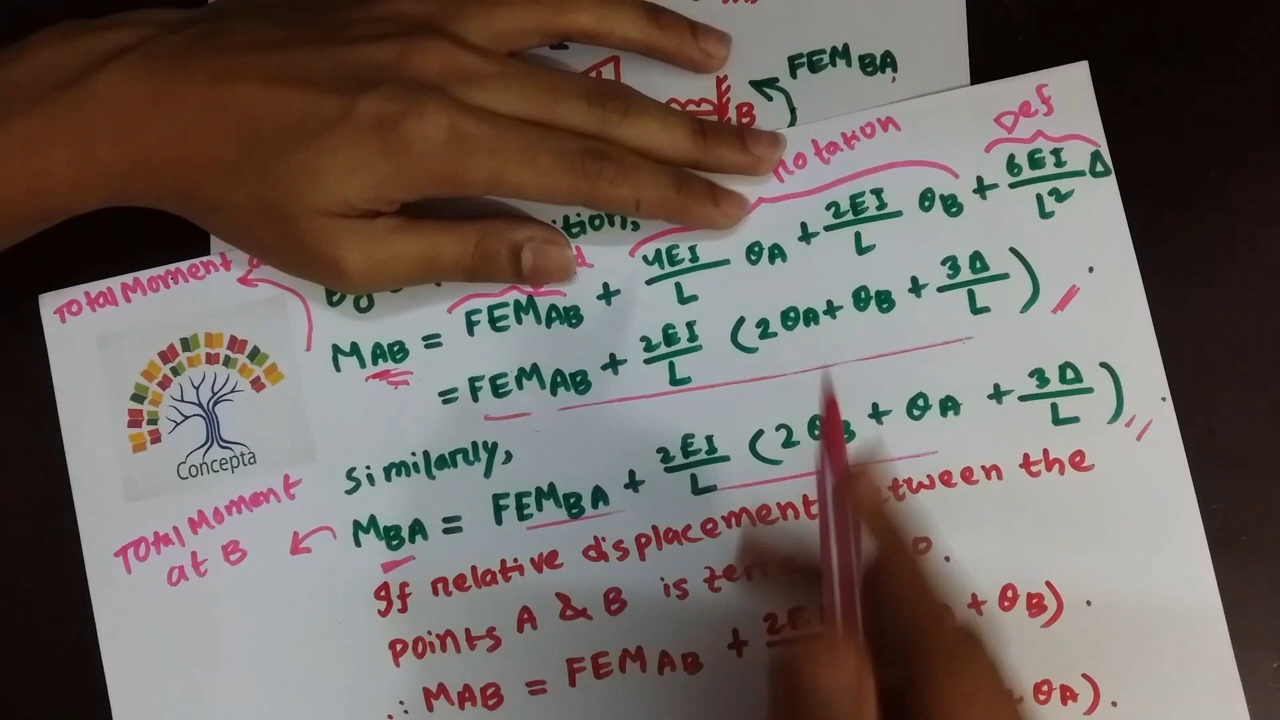 FEM BA
B
Rotation
Def
Total Moment
MAB = FEMAB + 4EI/L θA + 2EI/L θB + 6EI/L² Δ
= FEMAB + 2EI/L (2θA + θB + 3Δ/L)
Concepta
similarly,
Total Moment at B
MBA = FEMBA + 2EI/L (2θB + θA + 3Δ/L)
If relative displacement between the
points A & B is
∴ MAB = FEMAB + + θB).
θA).